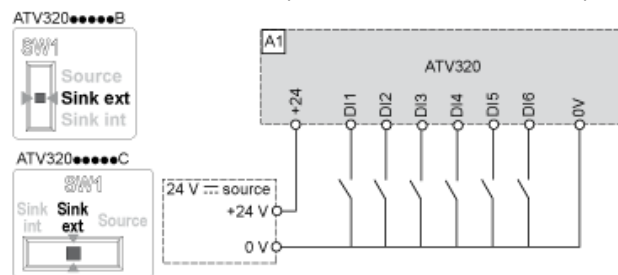 ATV320●●●●●B
SW1
Source
Sink ext
Sink int
ATV320●●●●●C
SW1
Sink int
Sink ext
Source
24 V ⎓ source
+24 V
0 V
A1
ATV320
+24
DI1
DI2
DI3
DI4
DI5
DI6
0V